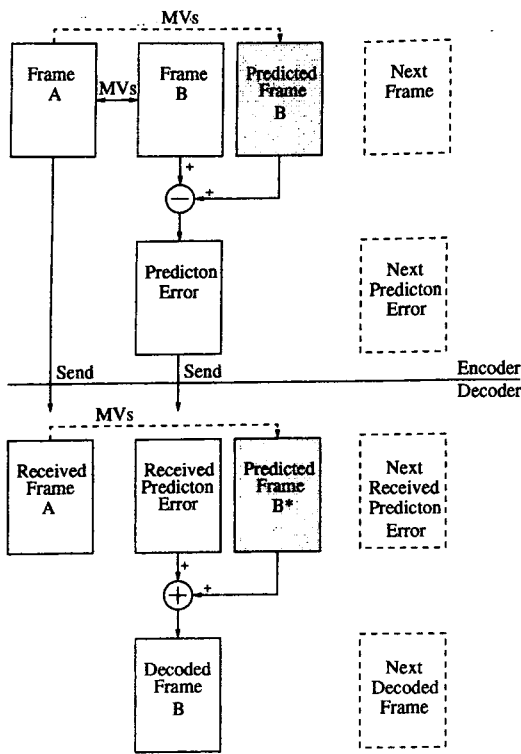 MVs
Frame
A
MVs
Frame
B
Predicted
Frame
B
Next
Frame
+
+
−
Predicton
Error
Next
Predicton
Error
Send
Send
Encoder
Decoder
MVs
Received
Frame
A
Received
Predicton
Error
Predicted
Frame
B*
Next
Received
Predicton
Error
+
+
+
Decoded
Frame
B
Next
Decoded
Frame